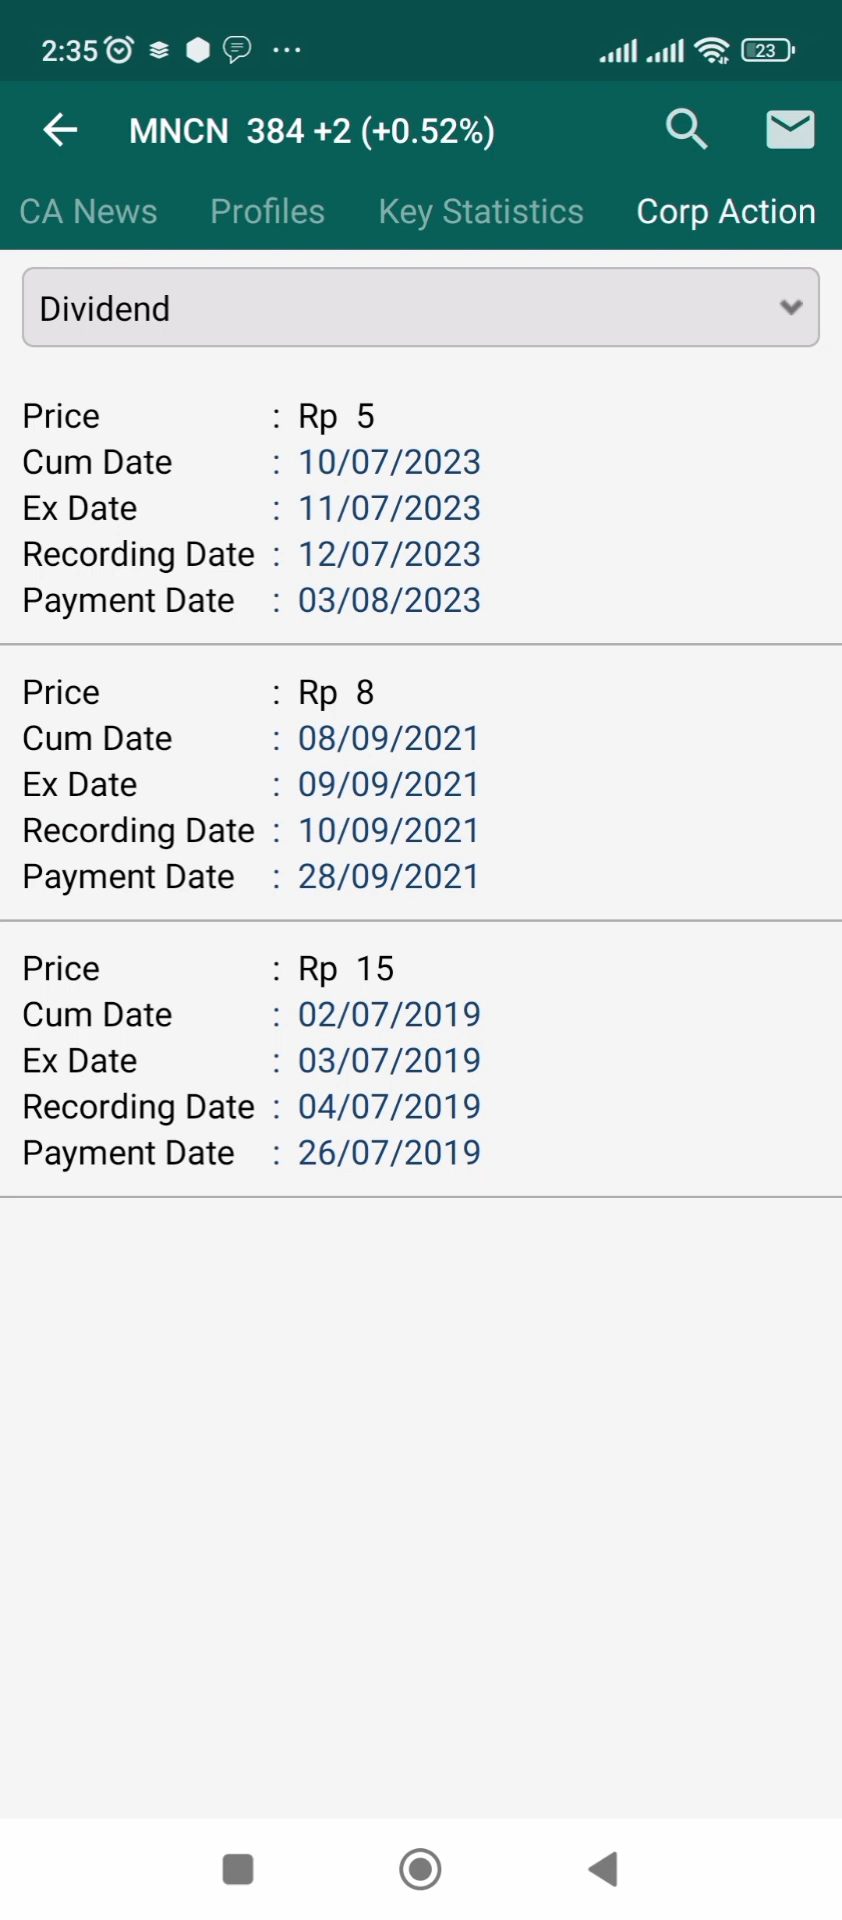 2:35 ... 23
MNCN 384 +2 (+0.52%)
CA News Profiles Key Statistics Corp Action
Dividend
Price : Rp 5
Cum Date : 10/07/2023
Ex Date : 11/07/2023
Recording Date : 12/07/2023
Payment Date : 03/08/2023
Price : Rp 8
Cum Date : 08/09/2021
Ex Date : 09/09/2021
Recording Date : 10/09/2021
Payment Date : 28/09/2021
Price : Rp 15
Cum Date : 02/07/2019
Ex Date : 03/07/2019
Recording Date : 04/07/2019
Payment Date : 26/07/2019